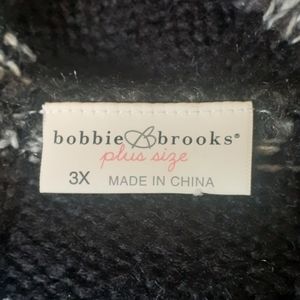 bobbie B brooks®
plus size
3X MADE IN CHINA